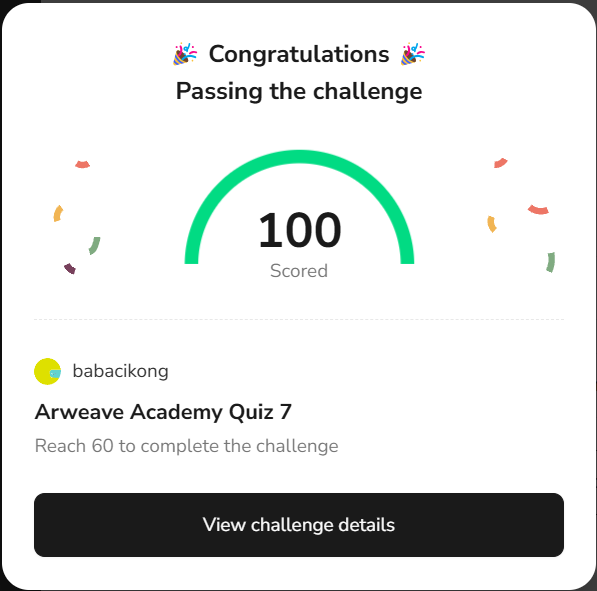 🎉 Congratulations 🎉
Passing the challenge
100
Scored
babacikong
Arweave Academy Quiz 7
Reach 60 to complete the challenge
View challenge details